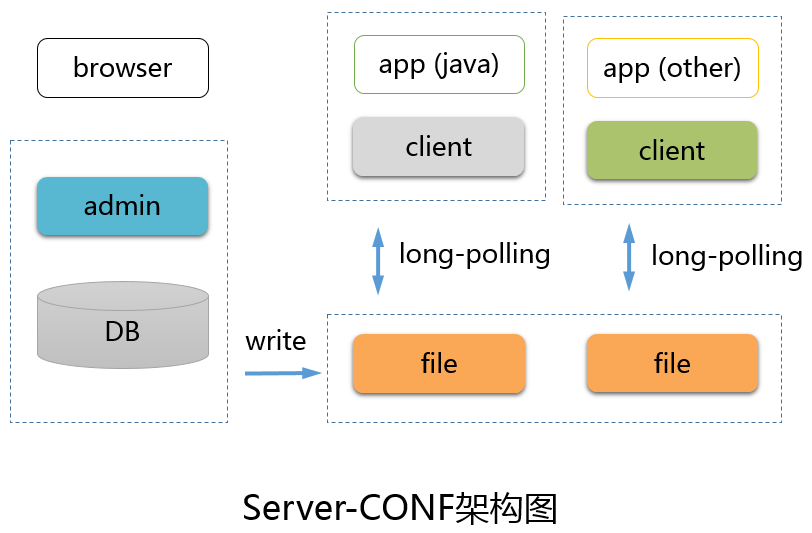 browser
app (java)
app (other)
client
client
admin
long-polling
long-polling
DB
write
file
file
Server-CONF架构图